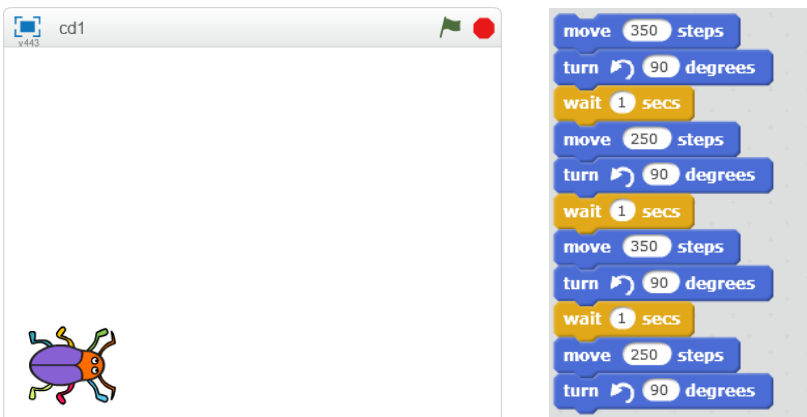 cd1
v443
move 350 steps
turn 90 degrees
wait 1 secs
move 250 steps
turn 90 degrees
wait 1 secs
move 350 steps
turn 90 degrees
wait 1 secs
move 250 steps
turn 90 degrees